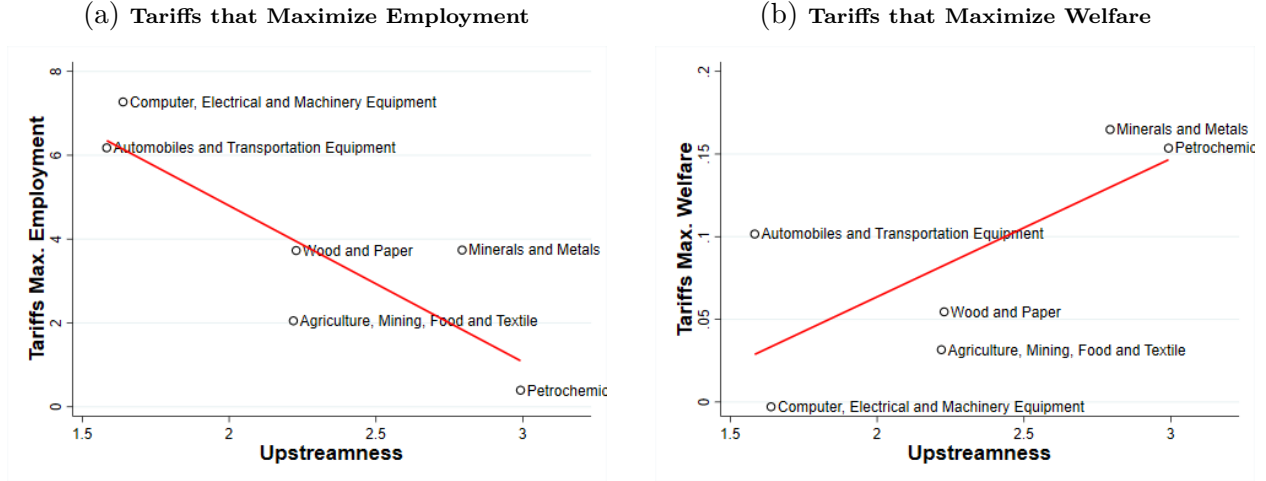 (a) Tariffs that Maximize Employment
Tariffs Max. Employment
8
6
4
2
0
Computer, Electrical and Machinery Equipment
Automobiles and Transportation Equipment
Wood and Paper
Minerals and Metals
Agriculture, Mining, Food and Textile
Petrochemic
1.5 2 2.5 3
Upstreamness
(b) Tariffs that Maximize Welfare
Tariffs Max. Welfare
.2
.15
.1
.05
0
Minerals and Metals
Petrochemic
Automobiles and Transportation Equipment
Wood and Paper
Agriculture, Mining, Food and Textile
Computer, Electrical and Machinery Equipment
1.5 2 2.5 3
Upstreamness